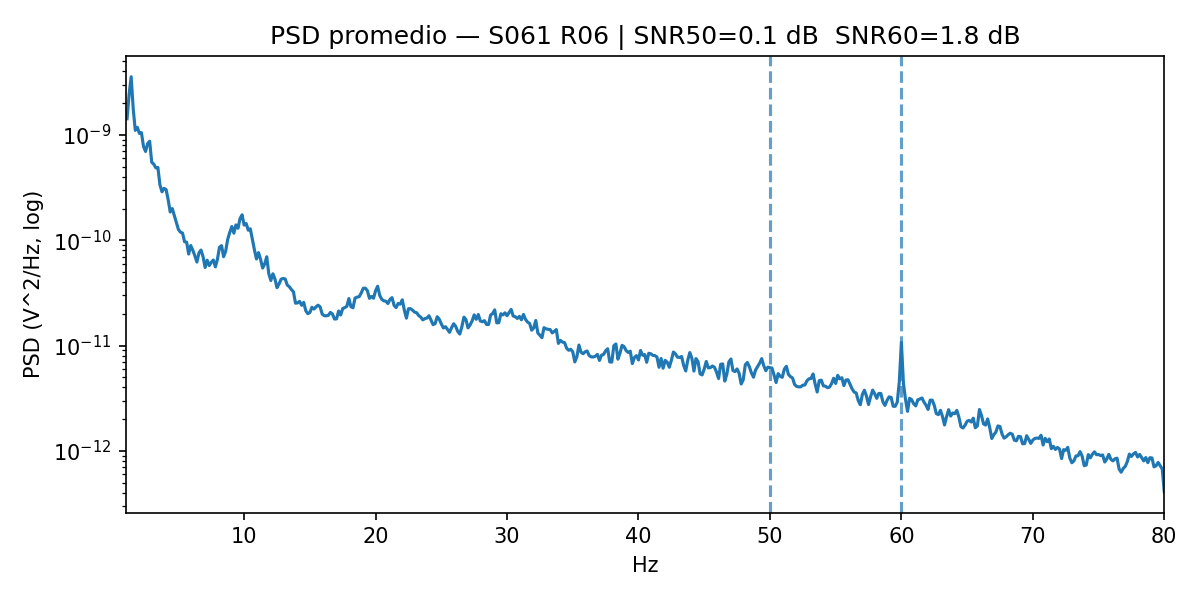 PSD promedio — S061 R06 | SNR50=0.1 dB  SNR60=1.8 dB
PSD (V^2/Hz, log)
10⁻⁹
10⁻¹⁰
10⁻¹¹
10⁻¹²
10 20 30 40 50 60 70 80
Hz